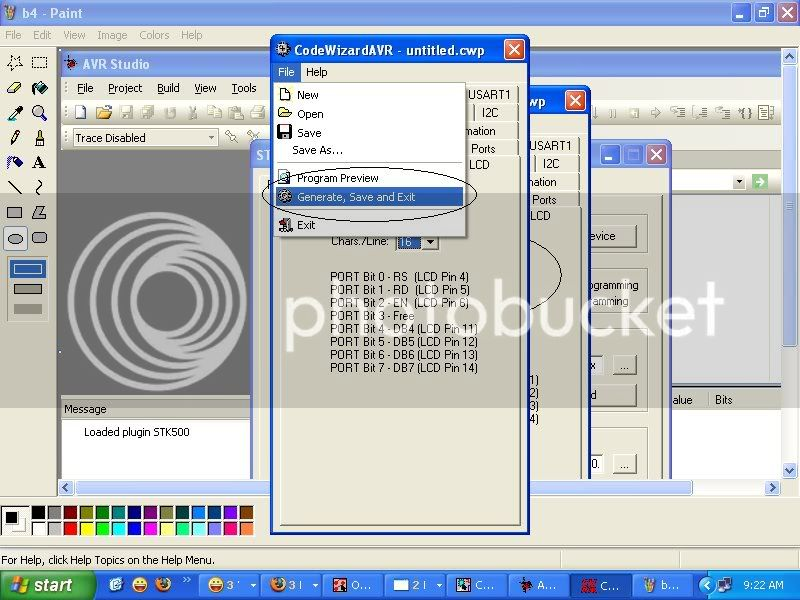 b4 - Paint
File Edit View Image Colors Help
AVR Studio
File Project Build View Tools
Trace Disabled
CodeWizardAVR - untitled.cwp
File Help
New
Open
Save
Save As...
Program Preview
Generate, Save and Exit
Exit
USART1
I2C
mation
Ports
LCD
Chars./Line: 16
PORT Bit 0 - RS (LCD Pin 4)
PORT Bit 1 - RD (LCD Pin 5)
PORT Bit 2 - EN (LCD Pin 6)
PORT Bit 3 - Free
PORT Bit 4 - DB4 (LCD Pin 11)
PORT Bit 5 - DB5 (LCD Pin 12)
PORT Bit 6 - DB6 (LCD Pin 13)
PORT Bit 7 - DB7 (LCD Pin 14)
wp
USART1
I2C
nation
Ports
LCD
1)
2)
3)
4)
ST
evice
rogramming
amming
x ...
d
0. ...
alue Bits
photobucket
Message
Loaded plugin STK500
For Help, click Help Topics on the Help Menu.
start
3
3 I
O...
2 I
C...
A...
C...
b...
9:22 AM